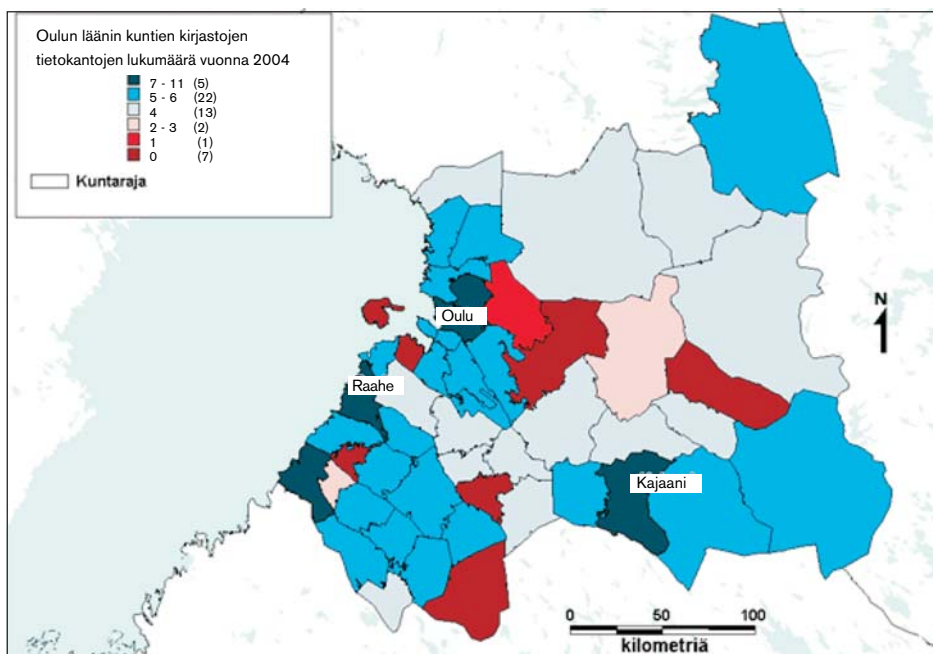 Oulun läänin kuntien kirjastojen
tietokantojen lukumäärä vuonna 2004
7 - 11 (5)
5 - 6 (22)
4 (13)
2 - 3 (2)
1 (1)
0 (7)
Kuntaraja
N
Oulu
Raahe
Kajaani
0 50 100
kilometriä